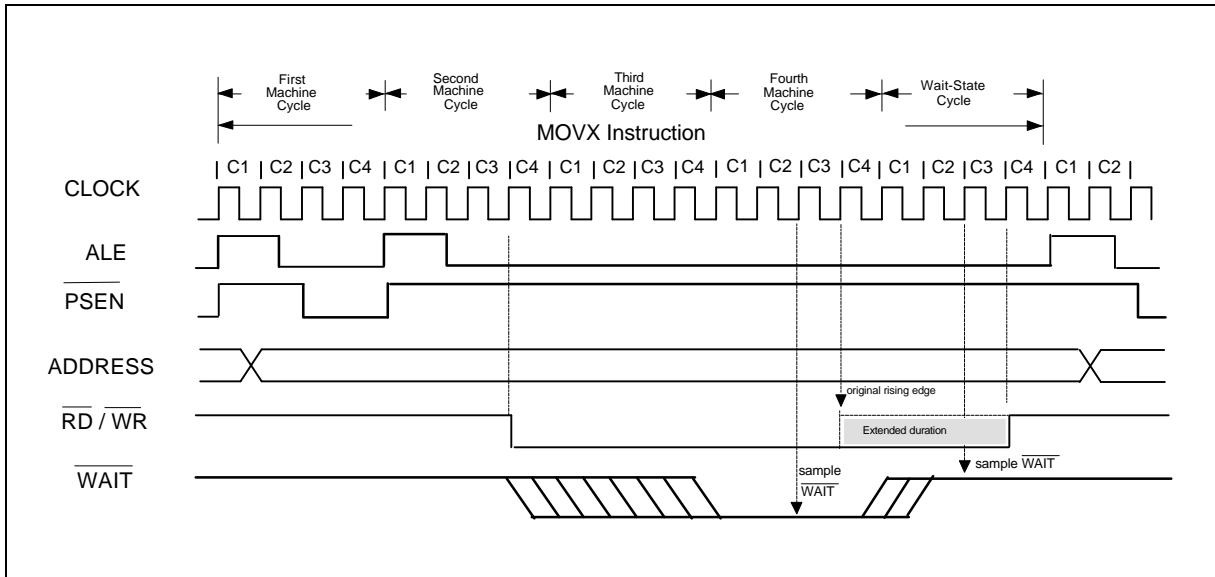 First
Machine
Cycle
Second
Machine
Cycle
Third
Machine
Cycle
Fourth
Machine
Cycle
Wait-State
Cycle
MOVX Instruction
C1 C2 C3 C4 C1 C2 C3 C4 C1 C2 C3 C4 C1 C2 C3 C4 C1 C2 C3 C4 C1 C2
CLOCK
ALE
PSEN
ADDRESS
original rising edge
RD / WR
Extended duration
WAIT
sample
WAIT
sample WAIT